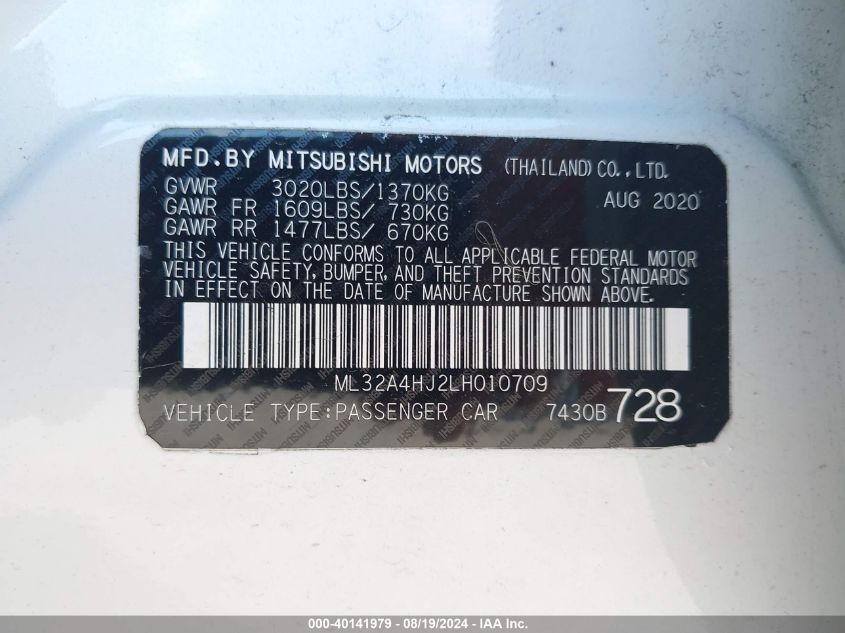 MFD.BY MITSUBISHI MOTORS (THAILAND)CO.,LTD.
GVWR 3020LBS/1370KG AUG 2020
GAWR FR 1609LBS/ 730KG
GAWR RR 1477LBS/ 670KG
THIS VEHICLE CONFORMS TO ALL APPLICABLE FEDERAL MOTOR
VEHICLE SAFETY, BUMPER, AND THEFT PREVENTION STANDARDS
IN EFFECT ON THE DATE OF MANUFACTURE SHOWN ABOVE.
ML32A4HJ2LH010709
VEHICLE TYPE:PASSENGER CAR 7430B 728
000-40141979 - 08/19/2024 - IAAI.com